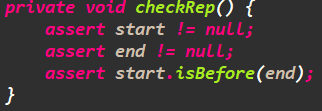 private void checkRep() {
    assert start != null;
    assert end != null;
    assert start.isBefore(end);
}